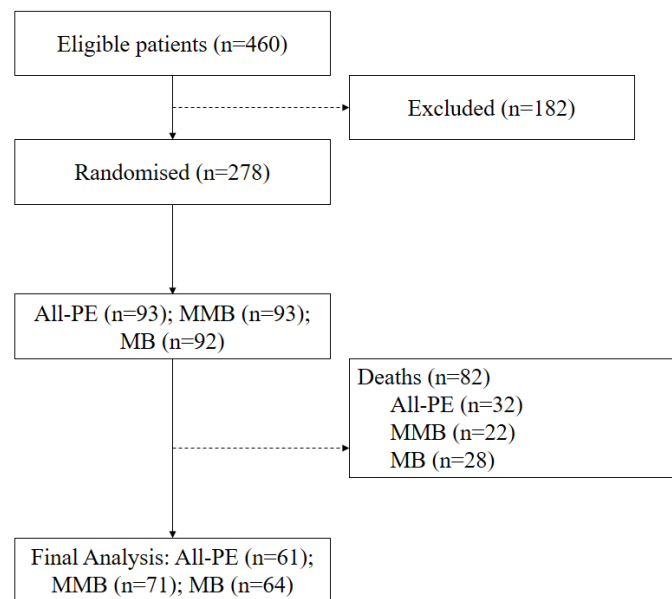 Eligible patients (n=460)
Excluded (n=182)
Randomised (n=278)
All-PE (n=93); MMB (n=93);
MB (n=92)
Deaths (n=82)
All-PE (n=32)
MMB (n=22)
MB (n=28)
Final Analysis: All-PE (n=61);
MMB (n=71); MB (n=64)